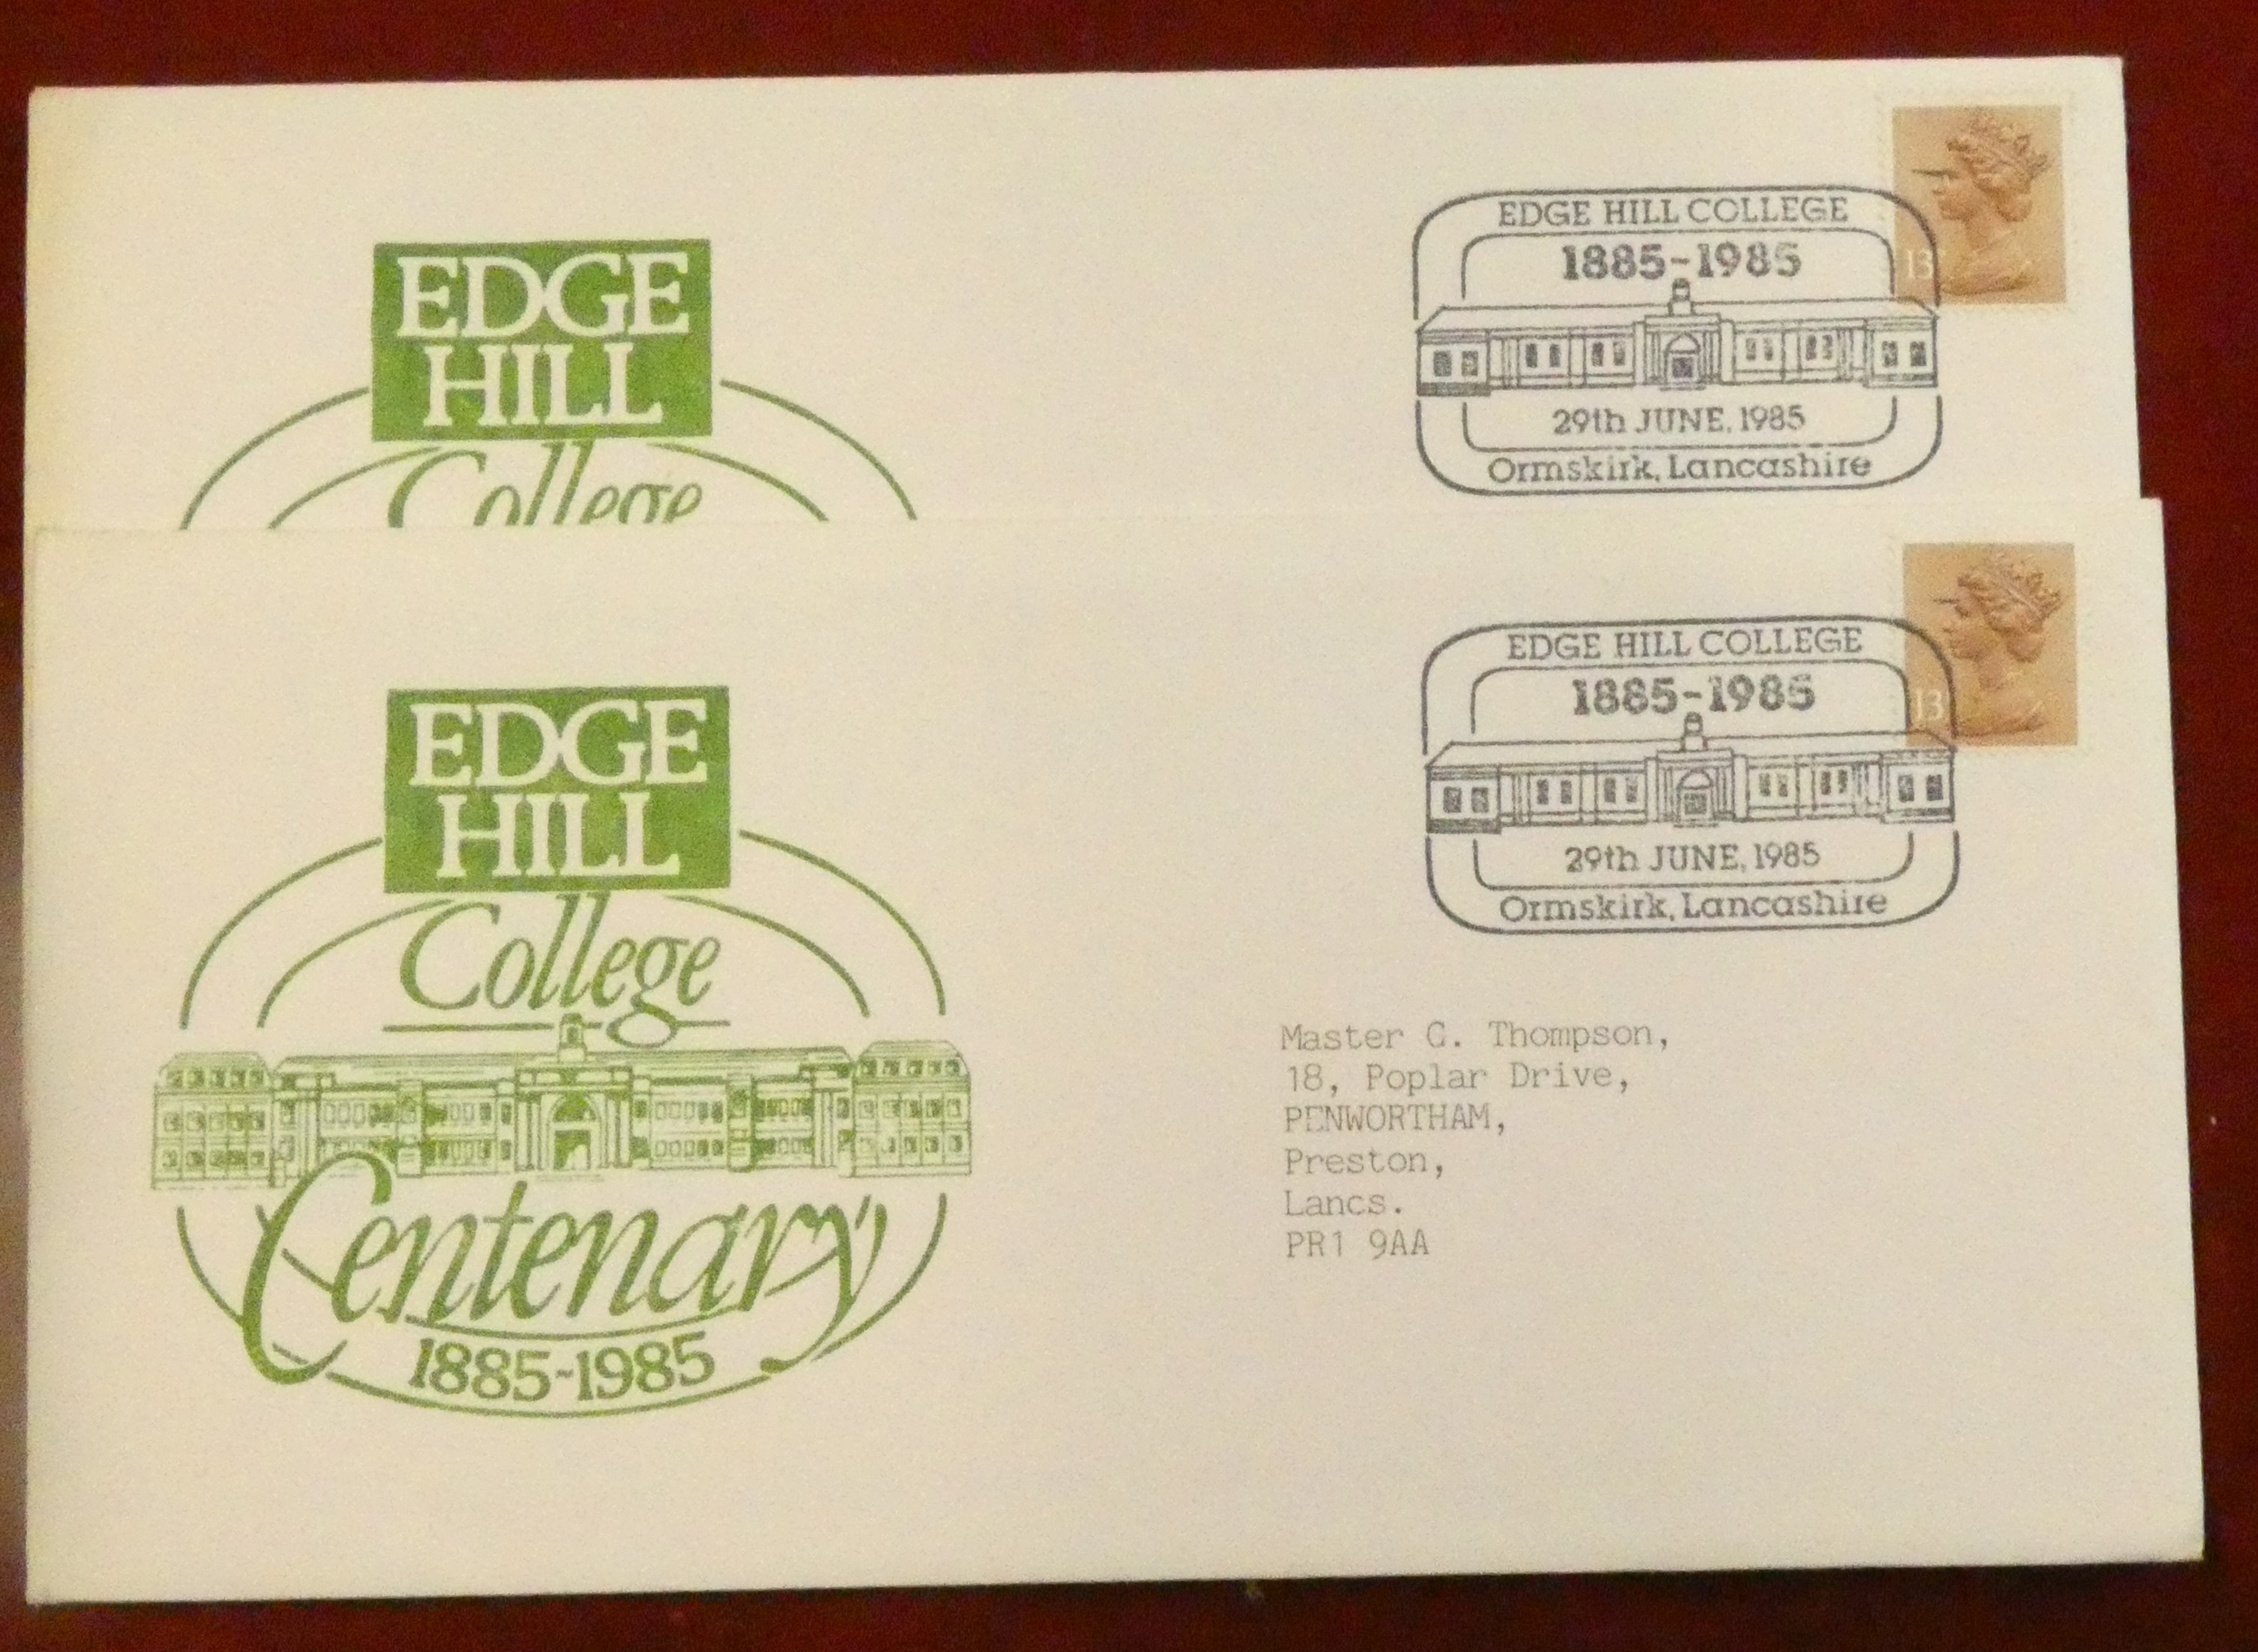 EDGE
HILL
College
EDGE HILL COLLEGE
1885-1985
29th JUNE, 1985
Ormskirk, Lancashire
13
EDGE
HILL
College
Centenary
1885-1985
EDGE HILL COLLEGE
1885-1985
29th JUNE, 1985
Ormskirk, Lancashire
13
Master G. Thompson,
18, Poplar Drive,
PENWORTHAM,
Preston,
Lancs.
PR1 9AA